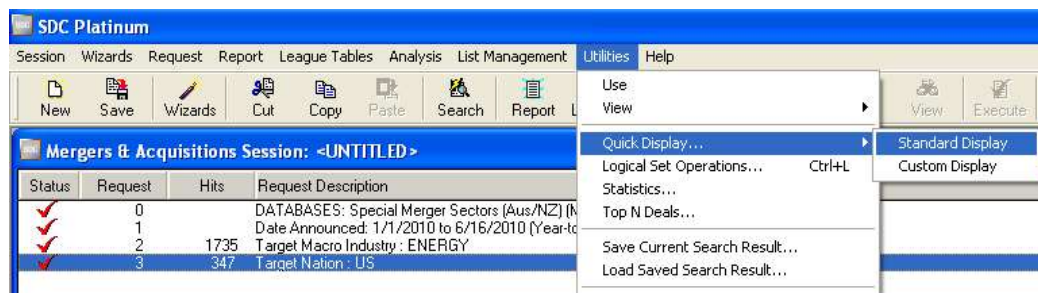 SDC Platinum
Session Wizards Request Report League Tables Analysis List Management Utilities Help
New Save Wizards Cut Copy Paste Search Report View Execute
Use
View
Quick Display...
Standard Display
Logical Set Operations... Ctrl+L
Custom Display
Statistics...
Top N Deals...
Save Current Search Result...
Load Saved Search Result...
Mergers & Acquisitions Session: <UNTITLED>
Status Request Hits Request Description
0 DATABASES: Special Merger Sectors (Aus/NZ)
1 Date Announced: 1/1/2010 to 6/16/2010
2 1735 Target Macro Industry : ENERGY
3 347 Target Nation : US